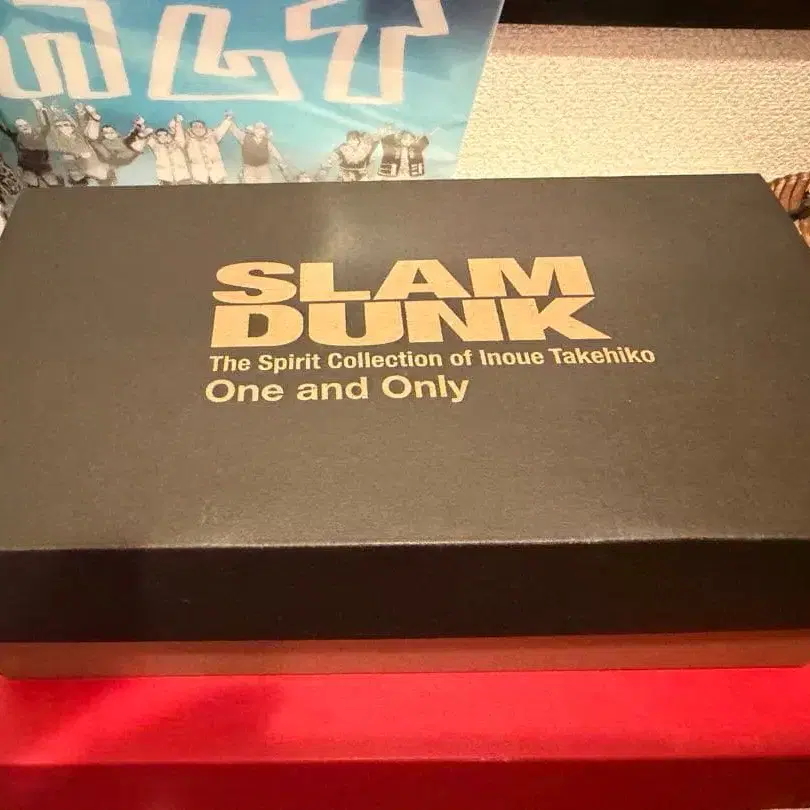 SLAM
DUNK
The Spirit Collection of Inoue Takehiko
One and Only